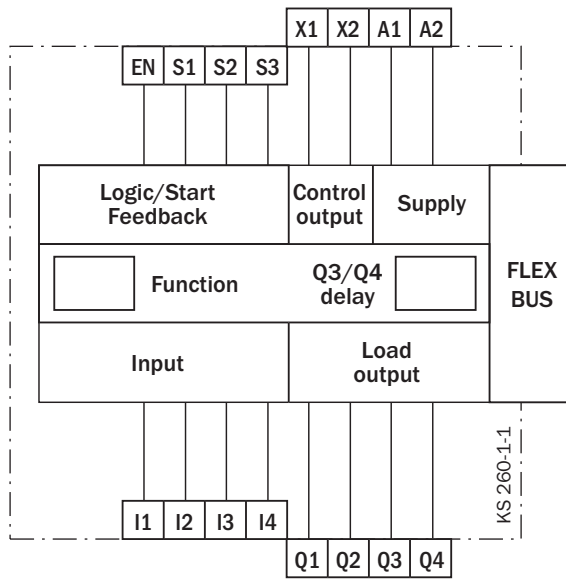 X1 X2 A1 A2
EN S1 S2 S3
Logic/Start
Feedback
Control
output
Supply
Function
Q3/Q4
delay
FLEX
BUS
Input
Load
output
KS 260-1-1
I1 I2 I3 I4
Q1 Q2 Q3 Q4